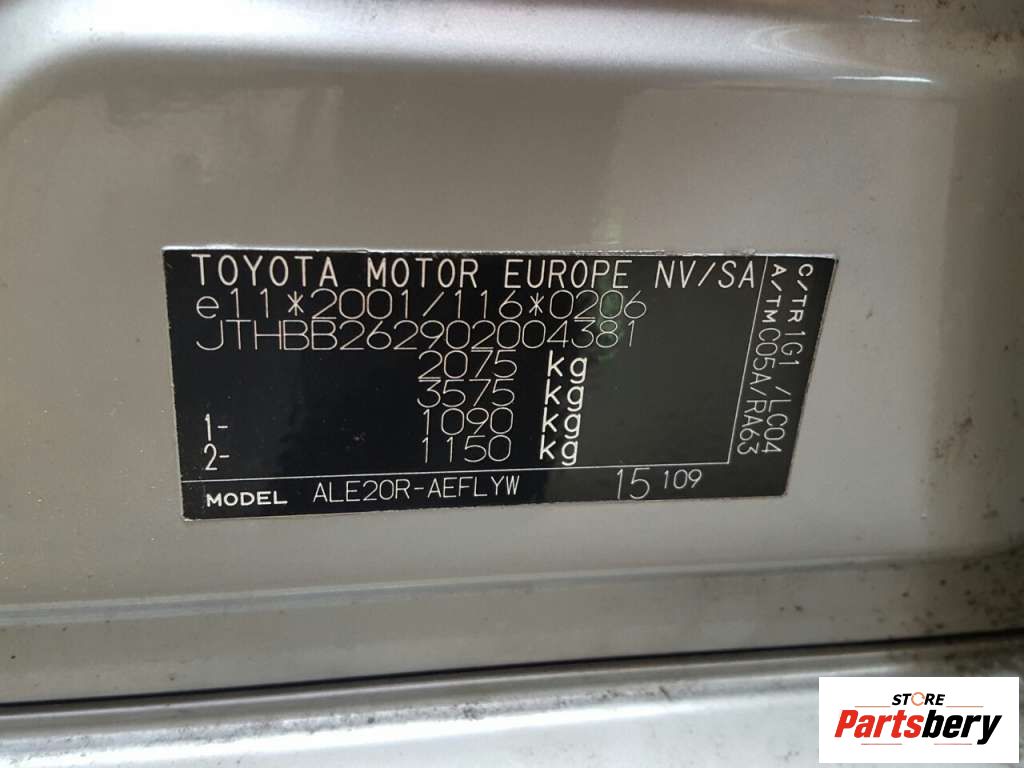 TOYOTA MOTOR EUROPE NV/SA
e11*2001/116*0206
JTHBB262902004381
2075 kg
3575 kg
1- 1090 kg
2- 1150 kg
MODEL ALE20R-AEFLYW 15 109
C/TR 1G1 /LC04
A/TM C05A/RA63
STORE
Partsbery